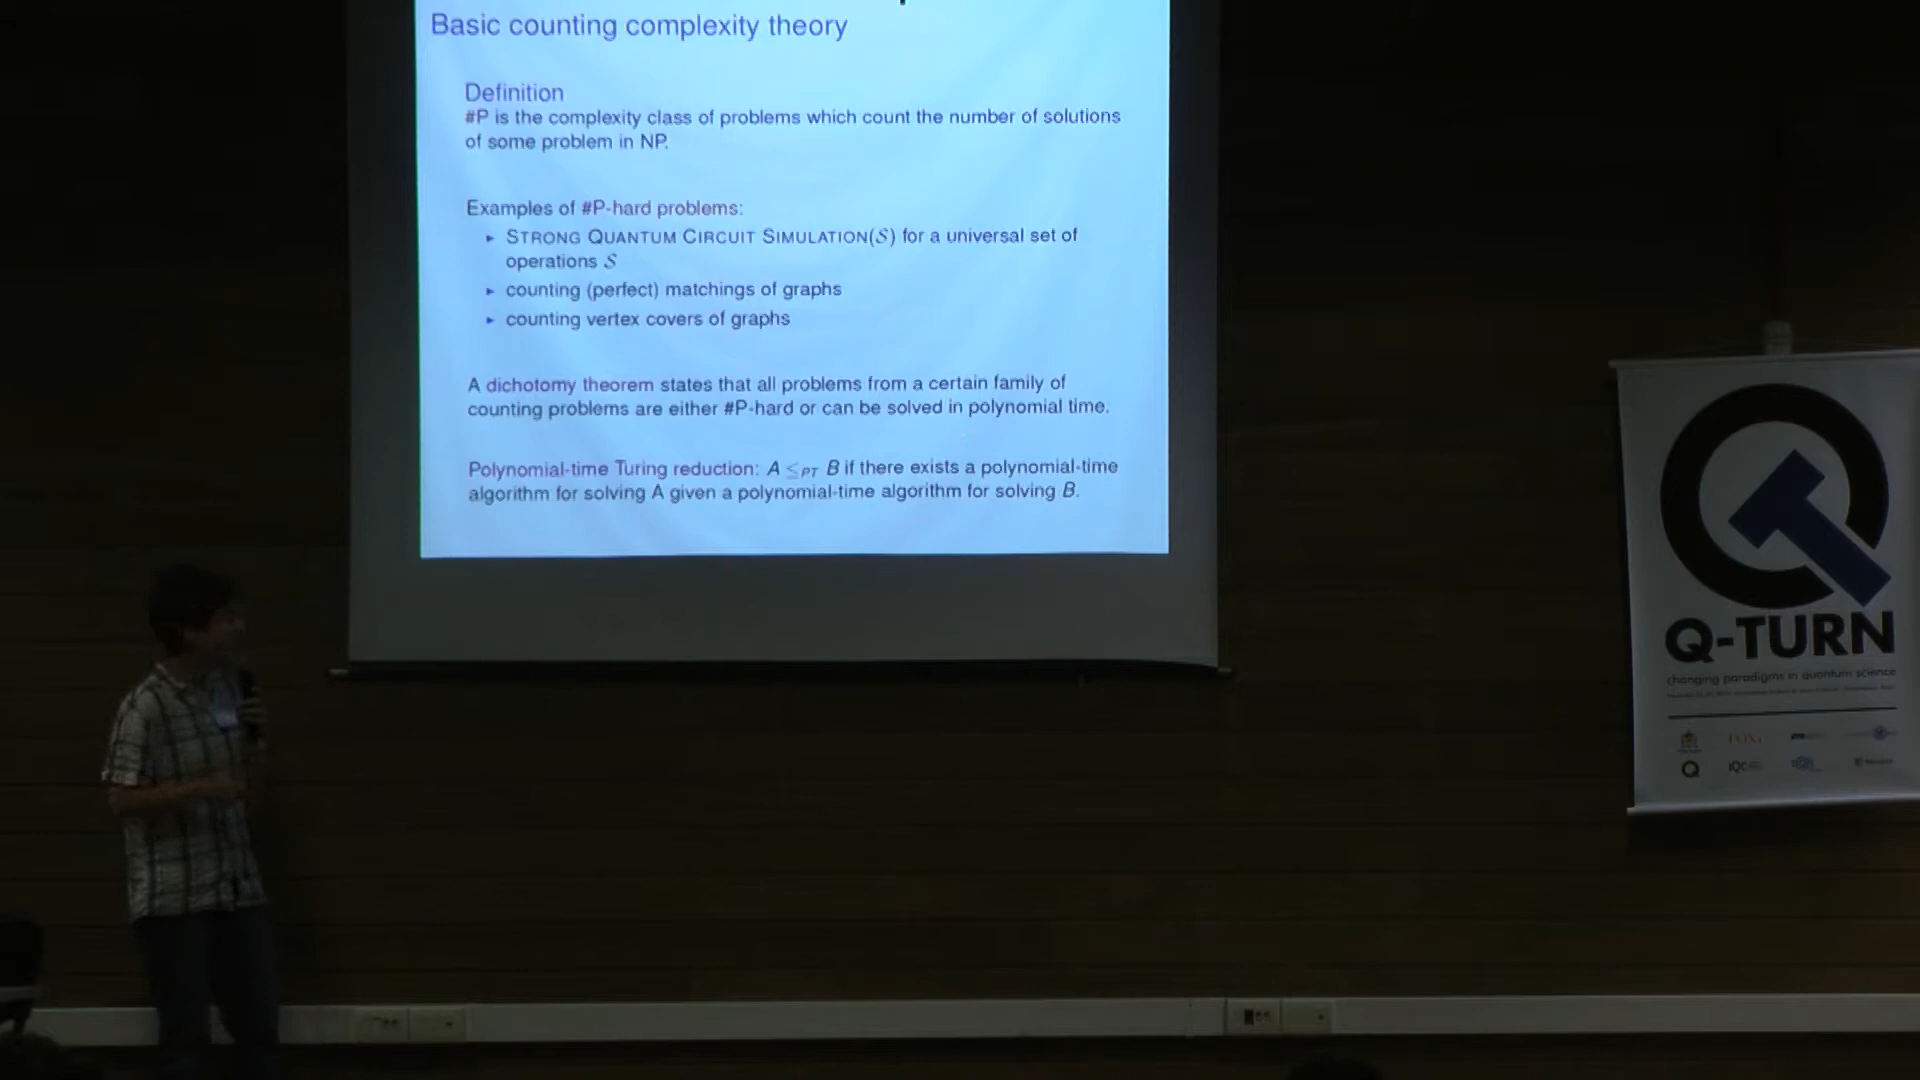 Basic counting complexity theory
Definition
#P is the complexity class of problems which count the number of solutions
of some problem in NP.
Examples of #P-hard problems:
► STRONG QUANTUM CIRCUIT SIMULATION(S) for a universal set of
operations S
► counting (perfect) matchings of graphs
► counting vertex covers of graphs
A dichotomy theorem states that all problems from a certain family of
counting problems are either #P-hard or can be solved in polynomial time.
Polynomial-time Turing reduction: A ≤PT B if there exists a polynomial-time
algorithm for solving A given a polynomial-time algorithm for solving B.
Q-TURN
changing paradigms in quantum science
IQC